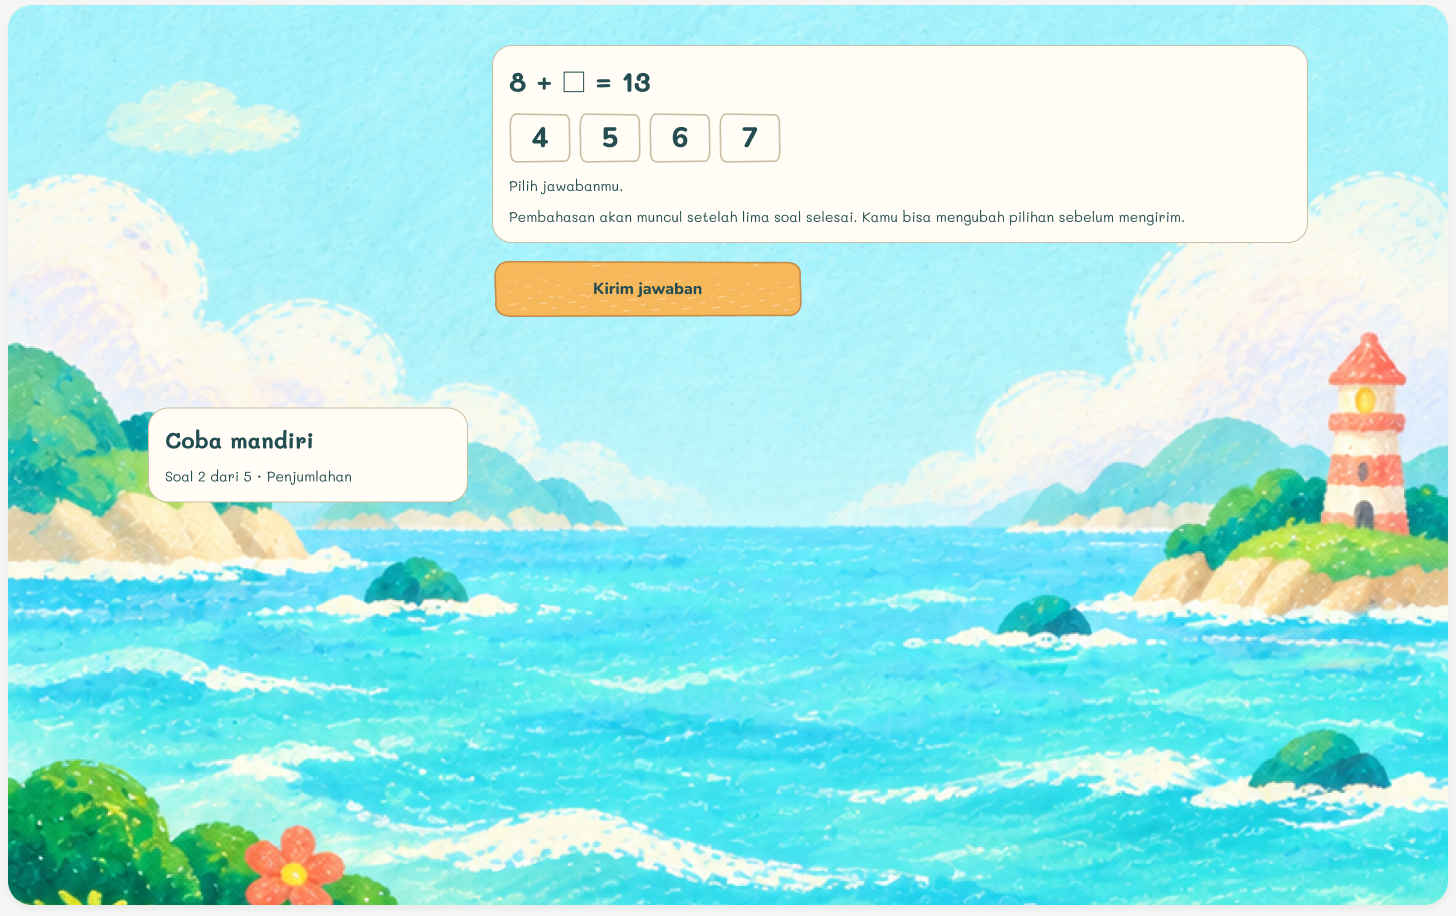 8 + □ = 13
4 5 6 7
Pilih jawabanmu.
Pembahasan akan muncul setelah lima soal selesai. Kamu bisa mengubah pilihan sebelum mengirim.
Kirim jawaban
Coba mandiri
Soal 2 dari 5 • Penjumlahan